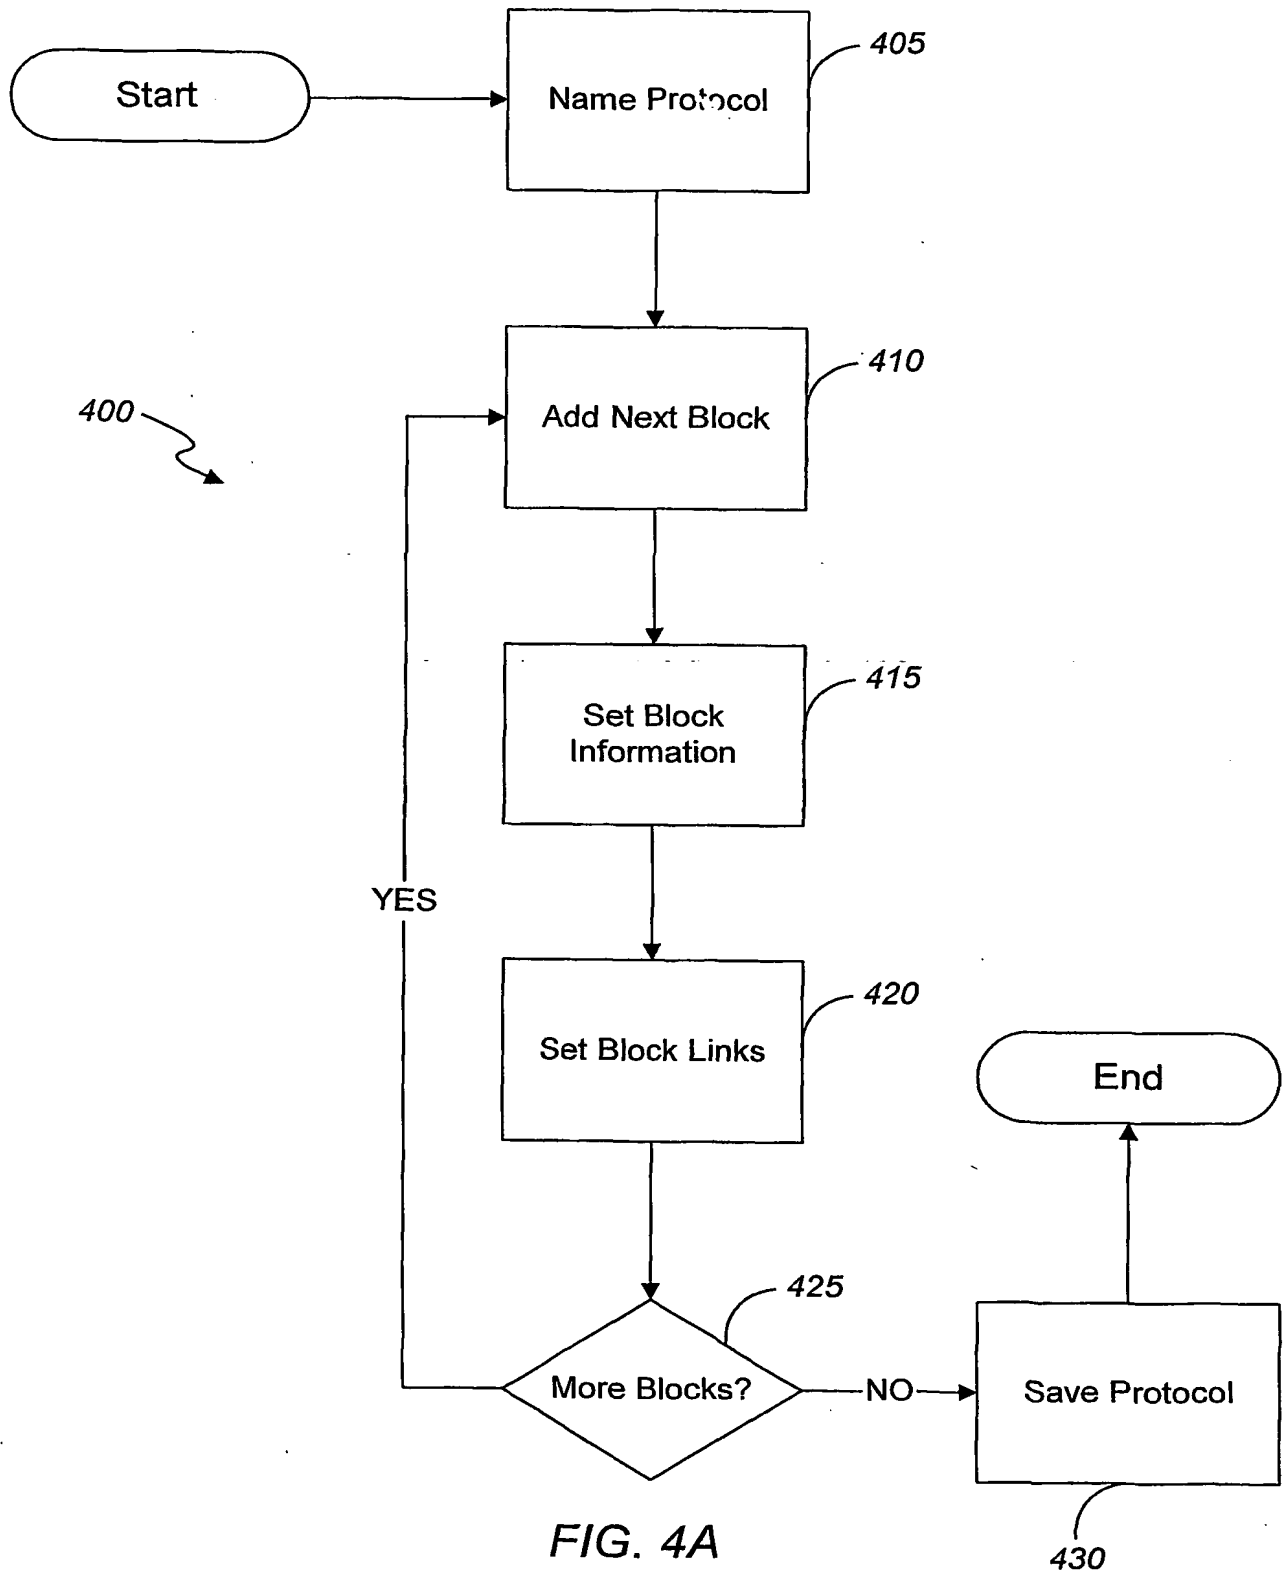 405
Start
Name Protocol
410
400
Add Next Block
415
Set Block
Information
YES
420
Set Block Links
End
425
More Blocks?
NO
Save Protocol
FIG. 4A
430